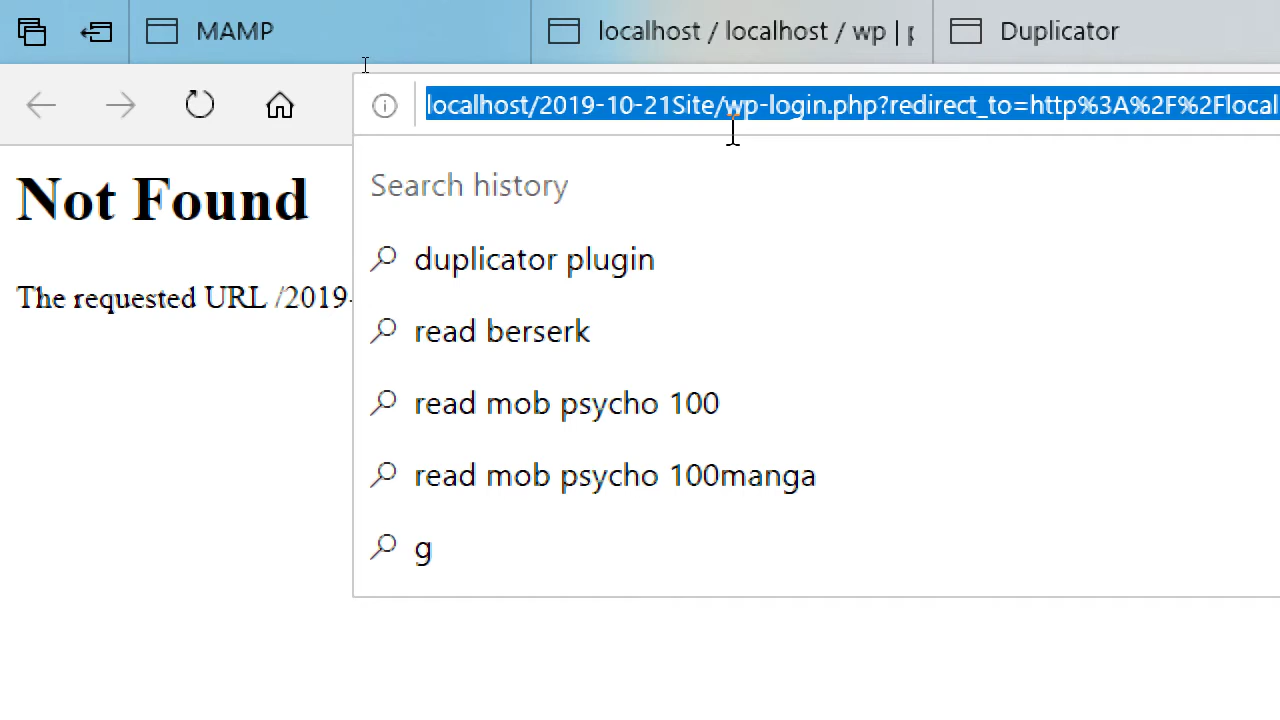 MAMP
localhost / localhost / wp | p
Duplicator
localhost/2019-10-21Site/wp-login.php?redirect_to=http%3A%2F%2Flocal
Not Found
The requested URL /2019-
Search history
duplicator plugin
read berserk
read mob psycho 100
read mob psycho 100manga
g